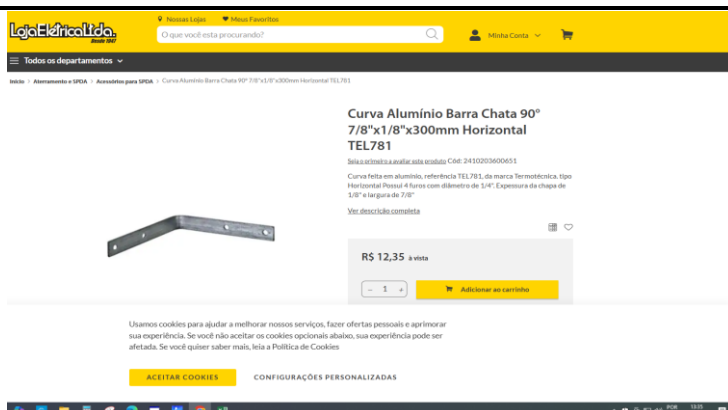 Nossas Lojas Meus Favoritos
LojaElétricaLtda.
Desde 1947
O que você esta procurando?
Minha Conta
Todos os departamentos
Início > Aterramento e SPDA > Acessórios para SPDA > Curva Alumínio Barra Chata 90° 7/8"x1/8"x300mm Horizontal TEL781
Curva Alumínio Barra Chata 90°
7/8"x1/8"x300mm Horizontal
TEL781
Seja o primeiro a avaliar este produto Cód: 2410203600651
Curva feita em alumínio, referência TEL781, da marca Termotécnica. tipo
Horizontal Possui 4 furos com diâmetro de 1/4". Expessura da chapa de
1/8" e largura de 7/8"
Ver descrição completa
R$ 12,35 à vista
- 1 +
Adicionar ao carrinho
Usamos cookies para ajudar a melhorar nossos serviços, fazer ofertas pessoais e aprimorar
sua experiência. Se você não aceitar os cookies opcionais abaixo, sua experiência pode ser
afetada. Se você quiser saber mais, leia a Política de Cookies
ACEITAR COOKIES CONFIGURAÇÕES PERSONALIZADAS
POR 13:35